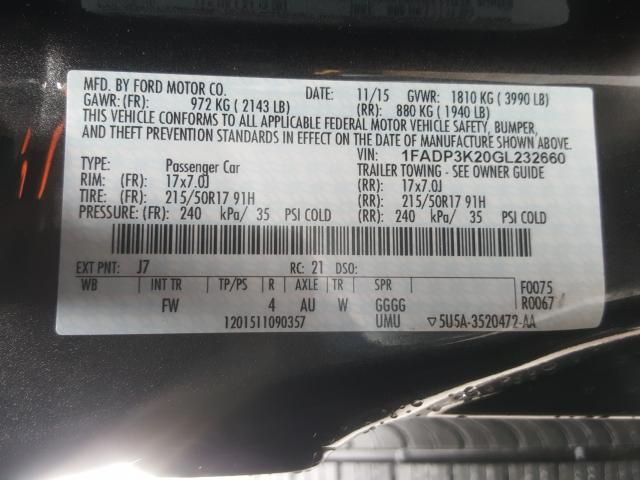 MFD. BY FORD MOTOR CO. DATE: 11/15 GVWR: 1810 KG (3990 LB)
GAWR: (FR): 972 KG (2143 LB) (RR): 880 KG (1940 LB)
THIS VEHICLE CONFORMS TO ALL APPLICABLE FEDERAL MOTOR VEHICLE SAFETY, BUMPER,
AND THEFT PREVENTION STANDARDS IN EFFECT ON THE DATE OF MANUFACTURE SHOWN ABOVE.
VIN: 1FADP3K20GL232660
TYPE: Passenger Car TRAILER TOWING - SEE OWNER GUIDE
RIM: (FR) 17x7.0J (RR) 17x7.0J
TIRE: (FR) 215/50R17 91H (RR) 215/50R17 91H
PRESSURE: (FR) 240 kPa/ 35 PSI COLD (RR) 240 kPa/ 35 PSI COLD
EXT PNT: J7 RC: 21 DSO:
WB INT TR TP/PS R AXLE TR SPR F0075
FW 4 AU W GGGG R0067
1201511090357 UMU ▽5U5A-3520472-AA